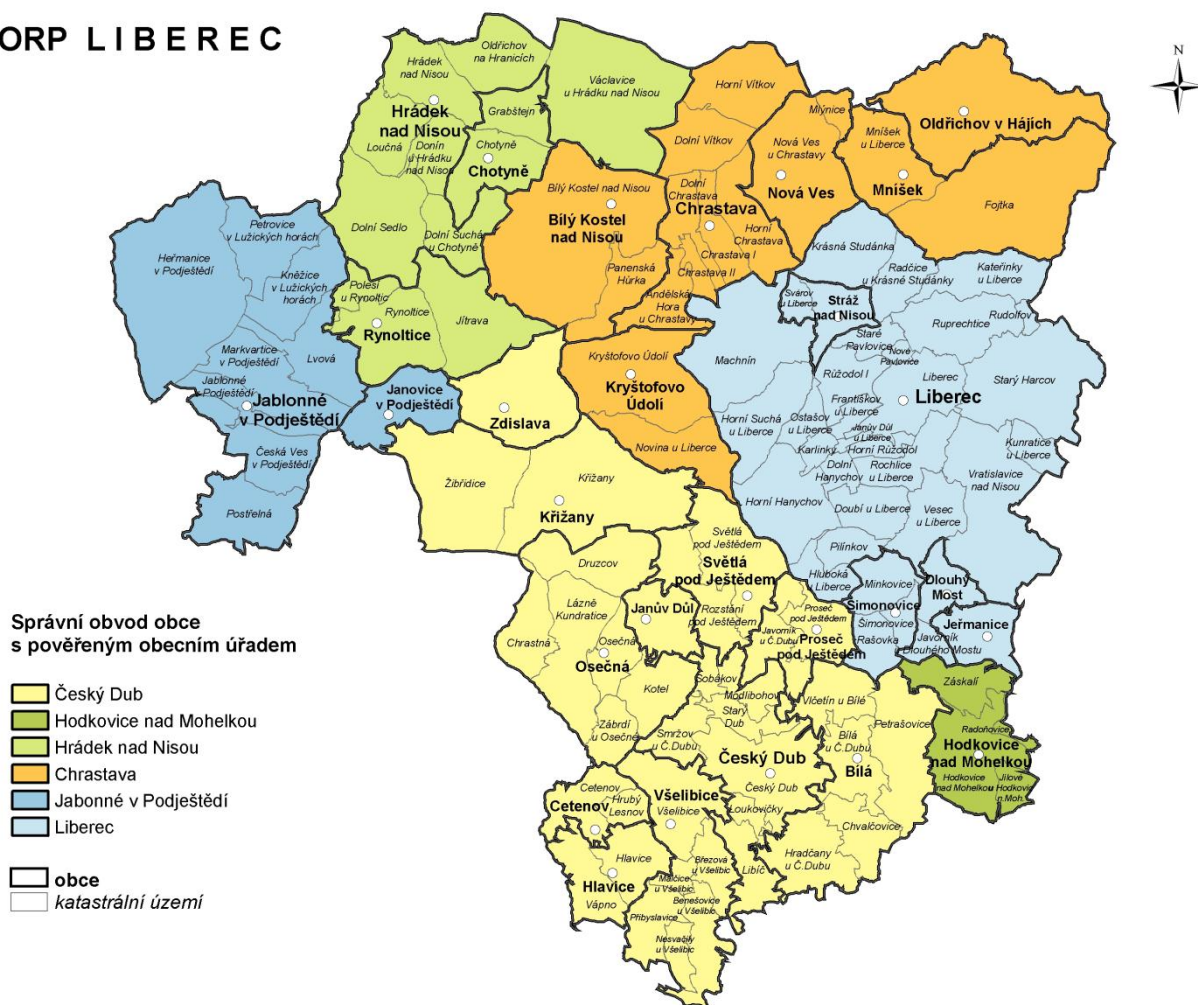 ORP LIBEREC
N
Hrádek
nad Nisou
Oldřichov
na Hranicích
Václavice
u Hrádku nad Nisou
Horní Vítkov
Hrádek
nad Nisou
Grabštejn
Loučná
Donín
u Hrádku
nad Nisou
Chotyně
Chotyně
Dolní Vítkov
Mlýnice
Nová Ves
u Chrastavy
Nová Ves
Mníšek
u Liberce
Mníšek
Oldřichov v Hájích
Fojtka
Bílý Kostel nad Nisou
Bílý Kostel
nad Nisou
Dolní
Chrastava
Chrastava
Horní
Chrastava
Chrastava I
Chrastava II
Panenská
Hůrka
Andělská
Hora
u Chrastavy
Dolní Sedlo
Dolní Suchá
u Chotyně
Heřmanice
v Podještědí
Petrovice
v Lužických horách
Kněžice
v Lužických
horách
Polesí
u Rynoltic
Rynoltice
Rynoltice
Jítrava
Krásná Studánka
Radčice
u Krásné Studánky
Kateřinky
u Liberce
Svárov
u Liberce
Stráž
nad Nisou
Rudolfov
Ruprechtice
Machnín
Staré
Pavlovice
Nové
Pavlovice
Růžodol I
Liberec
Starý Harcov
Markvartice
v Podještědí
Lvová
Jablonné
v Podještědí
Jablonné
v Podještědí
Janovice
v Podještědí
Zdislava
Kryštofovo Údolí
Kryštofovo
Údolí
Novina u Liberce
Františkov
u Liberce
Liberec
Horní Suchá
u Liberce
Ostašov
u Liberce
Janův Důl
u Liberce
Karlinky
Horní Růžodol
Dolní
Hanychov
Rochlice
u Liberce
Kunratice
u Liberce
Vratislavice
nad Nisou
Česká Ves
v Podještědí
Postřelná
Žibřidice
Křižany
Křižany
Horní Hanychov
Doubí u Liberce
Vesec
u Liberce
Pilínkov
Hluboká
u Liberce
Minkovice
Dlouhý
Most
Šimonovice
Šimonovice
Rašovka
Jeřmanice
Javorník
u Dlouhého Mostu
Druzcov
Světlá
pod Ještědem
Světlá
pod Ještědem
Rozstání
pod Ještědem
Proseč
pod Ještědem
Proseč
pod Ještědem
Javorník
u Č.Dubu
Lázně
Kundratice
Janův Důl
Chrastná
Osečná
Osečná
Kotel
Zábrdí
u Osečné
Záskalí
Radoňovice
Hodkovice
nad Mohelkou
Hodkovice
nad Mohelkou
Jílové
u Hodkovic
n.Moh.
Sobákov
Modlibohov
Starý
Dub
Smržov
u Č.Dubu
Vlčetín u Bílé
Petrašovice
Bílá
u Č.Dubu
Bílá
Český Dub
Český Dub
Loukovičky
Chvalčovice
Hradčany
u Č.Dubu
Libíč
Cetenov
Cetenov
Hrubý
Lesnov
Všelibice
Všelibice
Hlavice
Hlavice
Vápno
Březová
u Všelibic
Malčice
u Všelibic
Benešovice
u Všelibic
Přibyslavice
Nesvačily
u Všelibic
Správní obvod obce
s pověřeným obecním úřadem
Český Dub
Hodkovice nad Mohelkou
Hrádek nad Nisou
Chrastava
Jabonné v Podještědí
Liberec
obce
katastrální území